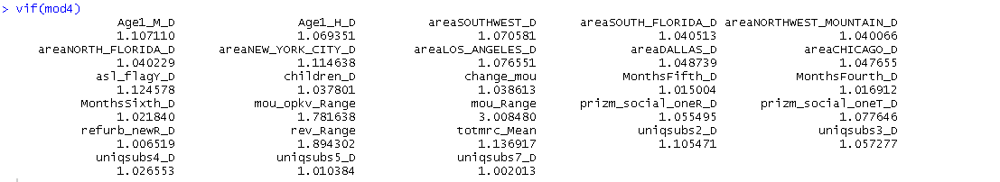 > vif(mod4)
Age1_M_D Age1_H_D areaSOUTHWEST_D areaSOUTH_FLORIDA_D areaNORTHWEST_MOUNTAIN_D
1.107110 1.069351 1.070581 1.040513 1.040066
areaNORTH_FLORIDA_D areaNEW_YORK_CITY_D areaLOS_ANGELES_D areaDALLAS_D areaCHICAGO_D
1.040229 1.114638 1.076551 1.048739 1.047655
asl_flagY_D children_D change_mou MonthsFifth_D MonthsFourth_D
1.124578 1.037801 1.038613 1.015004 1.016912
MonthsSixth_D mou_opkv_Range mou_Range prizm_social_oneR_D prizm_social_oneT_D
1.021840 1.781638 3.008480 1.055495 1.077646
refurb_newR_D rev_Range totmrc_Mean uniqsubs2_D uniqsubs3_D
1.006519 1.894302 1.136917 1.105471 1.057277
uniqsubs4_D uniqsubs5_D uniqsubs7_D
1.026553 1.010384 1.002013